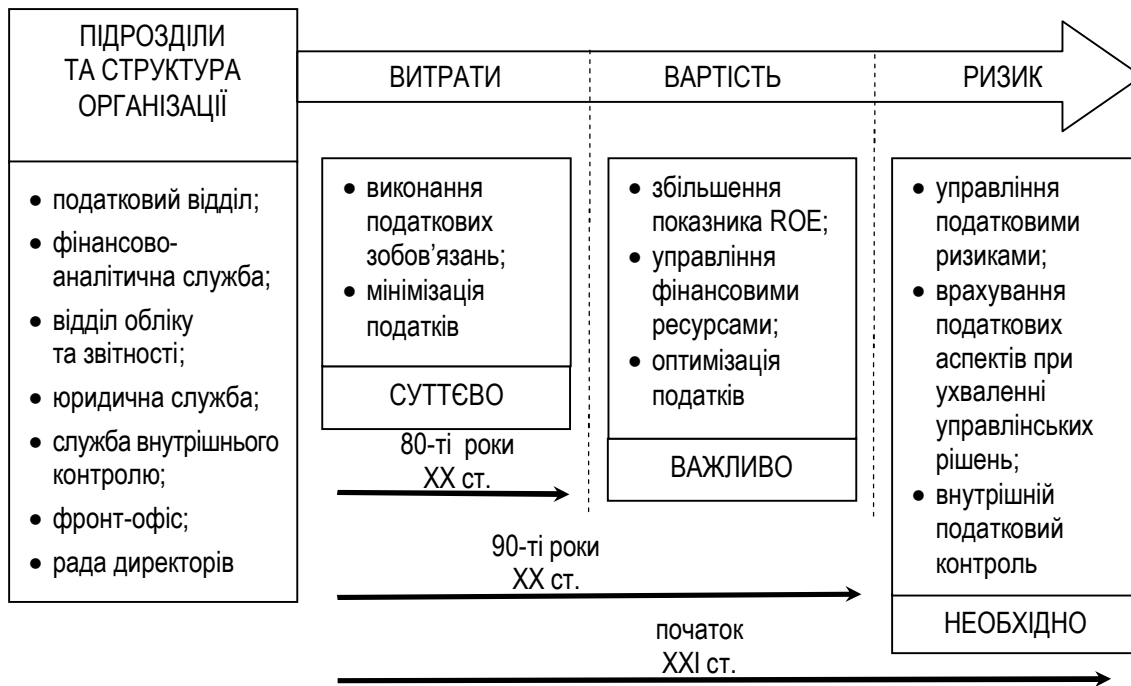 ПІДРОЗДІЛИ
ТА СТРУКТУРА
ОРГАНІЗАЦІЇ
• податковий відділ;
• фінансово-
аналітична служба;
• відділ обліку
та звітності;
• юридична служба;
• служба внутрішнього
контролю;
• фронт-офіс;
• рада директорів
ВИТРАТИ
• виконання
податкових
зобов’язань;
• мінімізація
податків
СУТТЄВО
80-ті роки
ХХ ст.
ВАРТІСТЬ
• збільшення
показника ROE;
• управління
фінансовими
ресурсами;
• оптимізація
податків
ВАЖЛИВО
90-ті роки
ХХ ст.
РИЗИК
• управління
податковими
ризиками;
• врахування
податкових
аспектів при
ухваленні
управлінських
рішень;
• внутрішній
податковий
контроль
НЕОБХІДНО
початок
ХХІ ст.